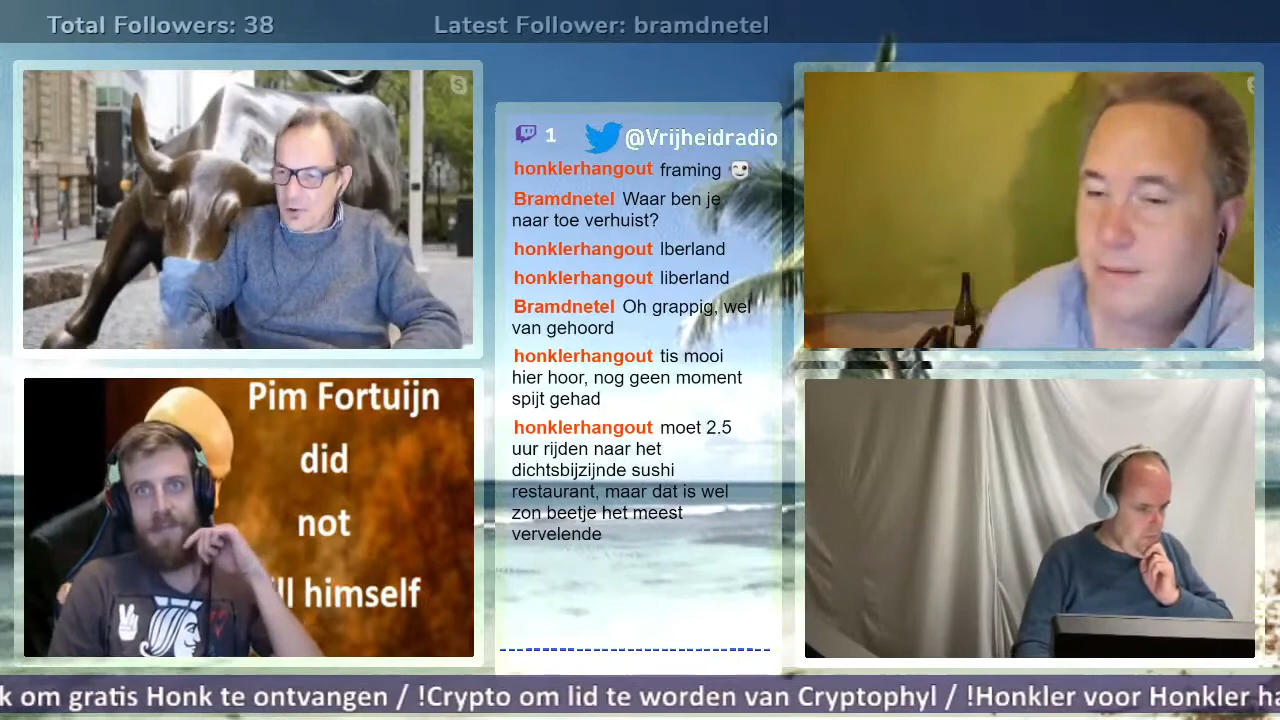 Total Followers: 38
Latest Follower: bramdnetel
1
@Vrijheidradio
honklerhangout framing
Bramdnetel Waar ben je
naar toe verhuist?
honklerhangout lberland
honklerhangout liberland
Bramdnetel Oh grappig, wel
van gehoord
honklerhangout tis mooi
hier hoor, nog geen moment
spijt gehad
honklerhangout moet 2.5
uur rijden naar het
dichtsbijzijnde sushi
restaurant, maar dat is wel
zon beetje het meest
vervelende
Pim Fortuijn
did
not
ll himself
k om gratis Honk te ontvangen / !Crypto om lid te worden van Cryptophyl / !Honkler voor Honkler ha